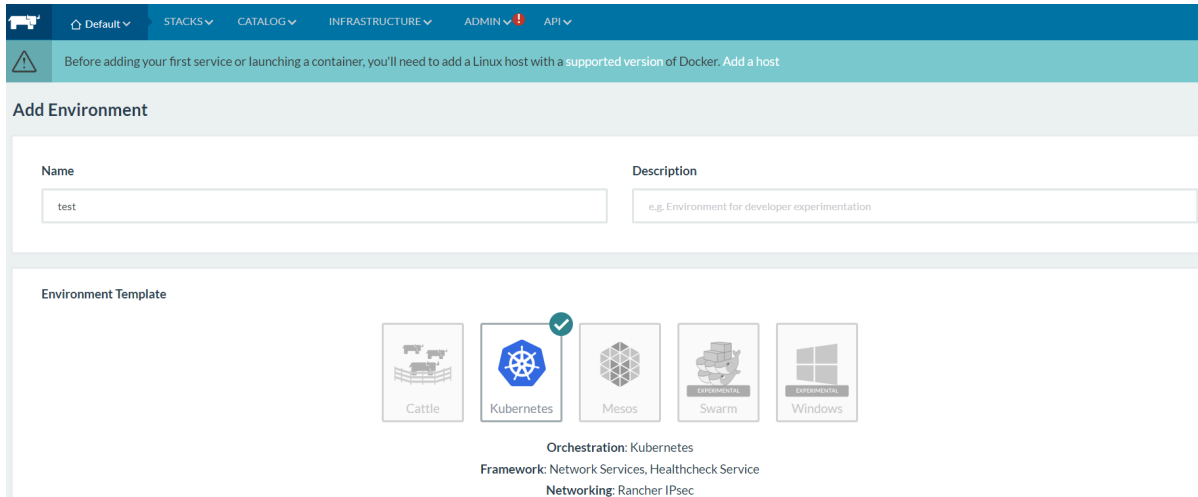 Default STACKS CATALOG INFRASTRUCTURE ADMIN ! API
Before adding your first service or launching a container, you'll need to add a Linux host with a supported version of Docker. Add a host
Add Environment
Name Description
test e.g. Environment for developer experimentation
Environment Template
EXPERIMENTAL EXPERIMENTAL
Cattle Kubernetes Mesos Swarm Windows
Orchestration: Kubernetes
Framework: Network Services, Healthcheck Service
Networking: Rancher IPsec